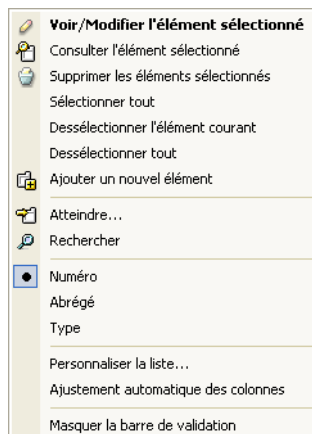 Voir/Modifier l'élément sélectionné
Consulter l'élément sélectionné
Supprimer les éléments sélectionnés
Sélectionner tout
Dessélectionner l'élément courant
Dessélectionner tout
Ajouter un nouvel élément
Atteindre...
Rechercher
Numéro
Abrégé
Type
Personnaliser la liste...
Ajustement automatique des colonnes
Masquer la barre de validation